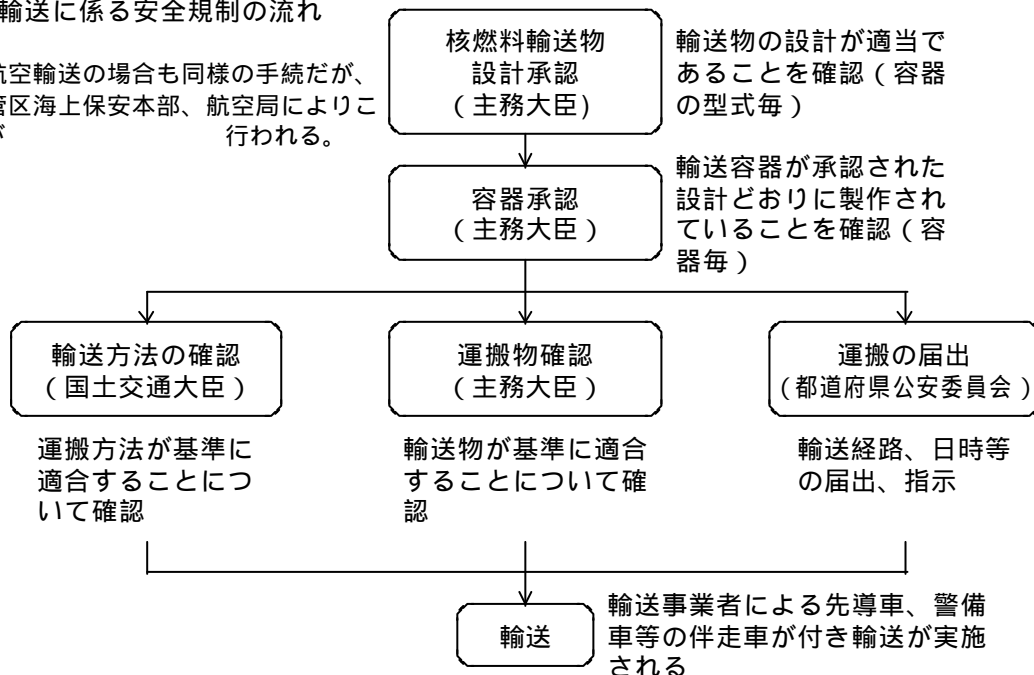 輸送に係る安全規制の流れ
航空輸送の場合も同様の手続だが、
管区海上保安本部、航空局によりこ
が 行われる。
核燃料輸送物
設計承認
(主務大臣)
輸送物の設計が適当で
あることを確認(容器
の型式毎)
容器承認
(主務大臣)
輸送容器が承認された
設計どおりに製作され
ていることを確認(容
器毎)
輸送方法の確認
(国土交通大臣)
運搬方法が基準に
適合することにつ
いて確認
運搬物確認
(主務大臣)
輸送物が基準に適合
することについて確
認
運搬の届出
(都道府県公安委員会)
輸送経路、日時等
の届出、指示
輸送
輸送事業者による先導車、警備
車等の伴走車が付き輸送が実施
される